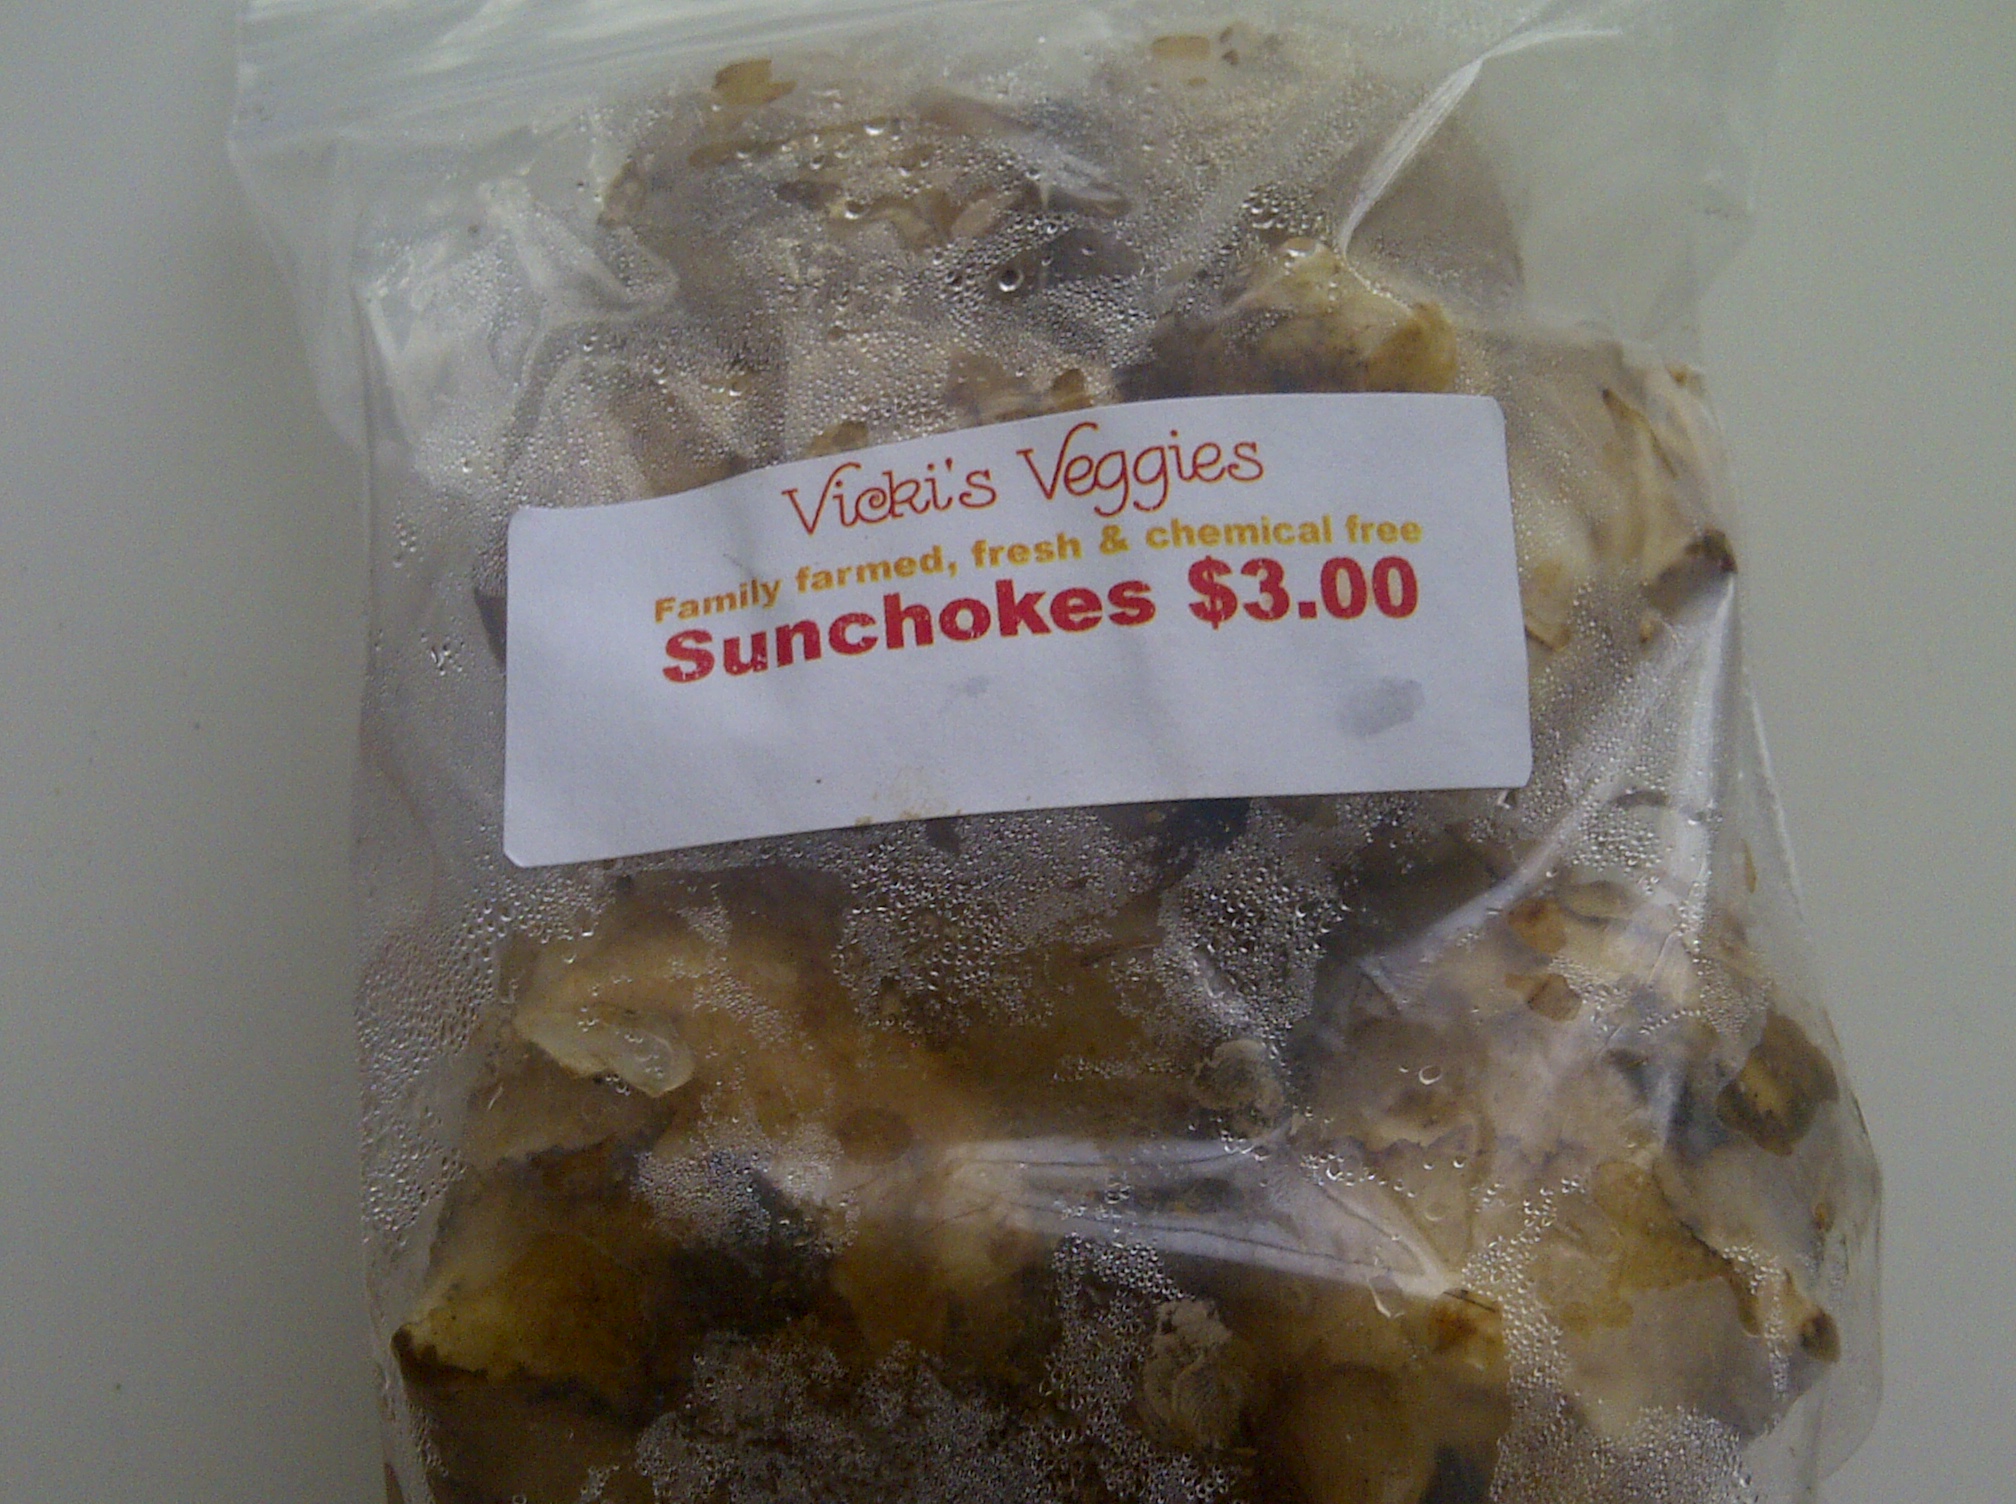 Vicki's Veggies
Family farmed, fresh & chemical free
Sunchokes $3.00